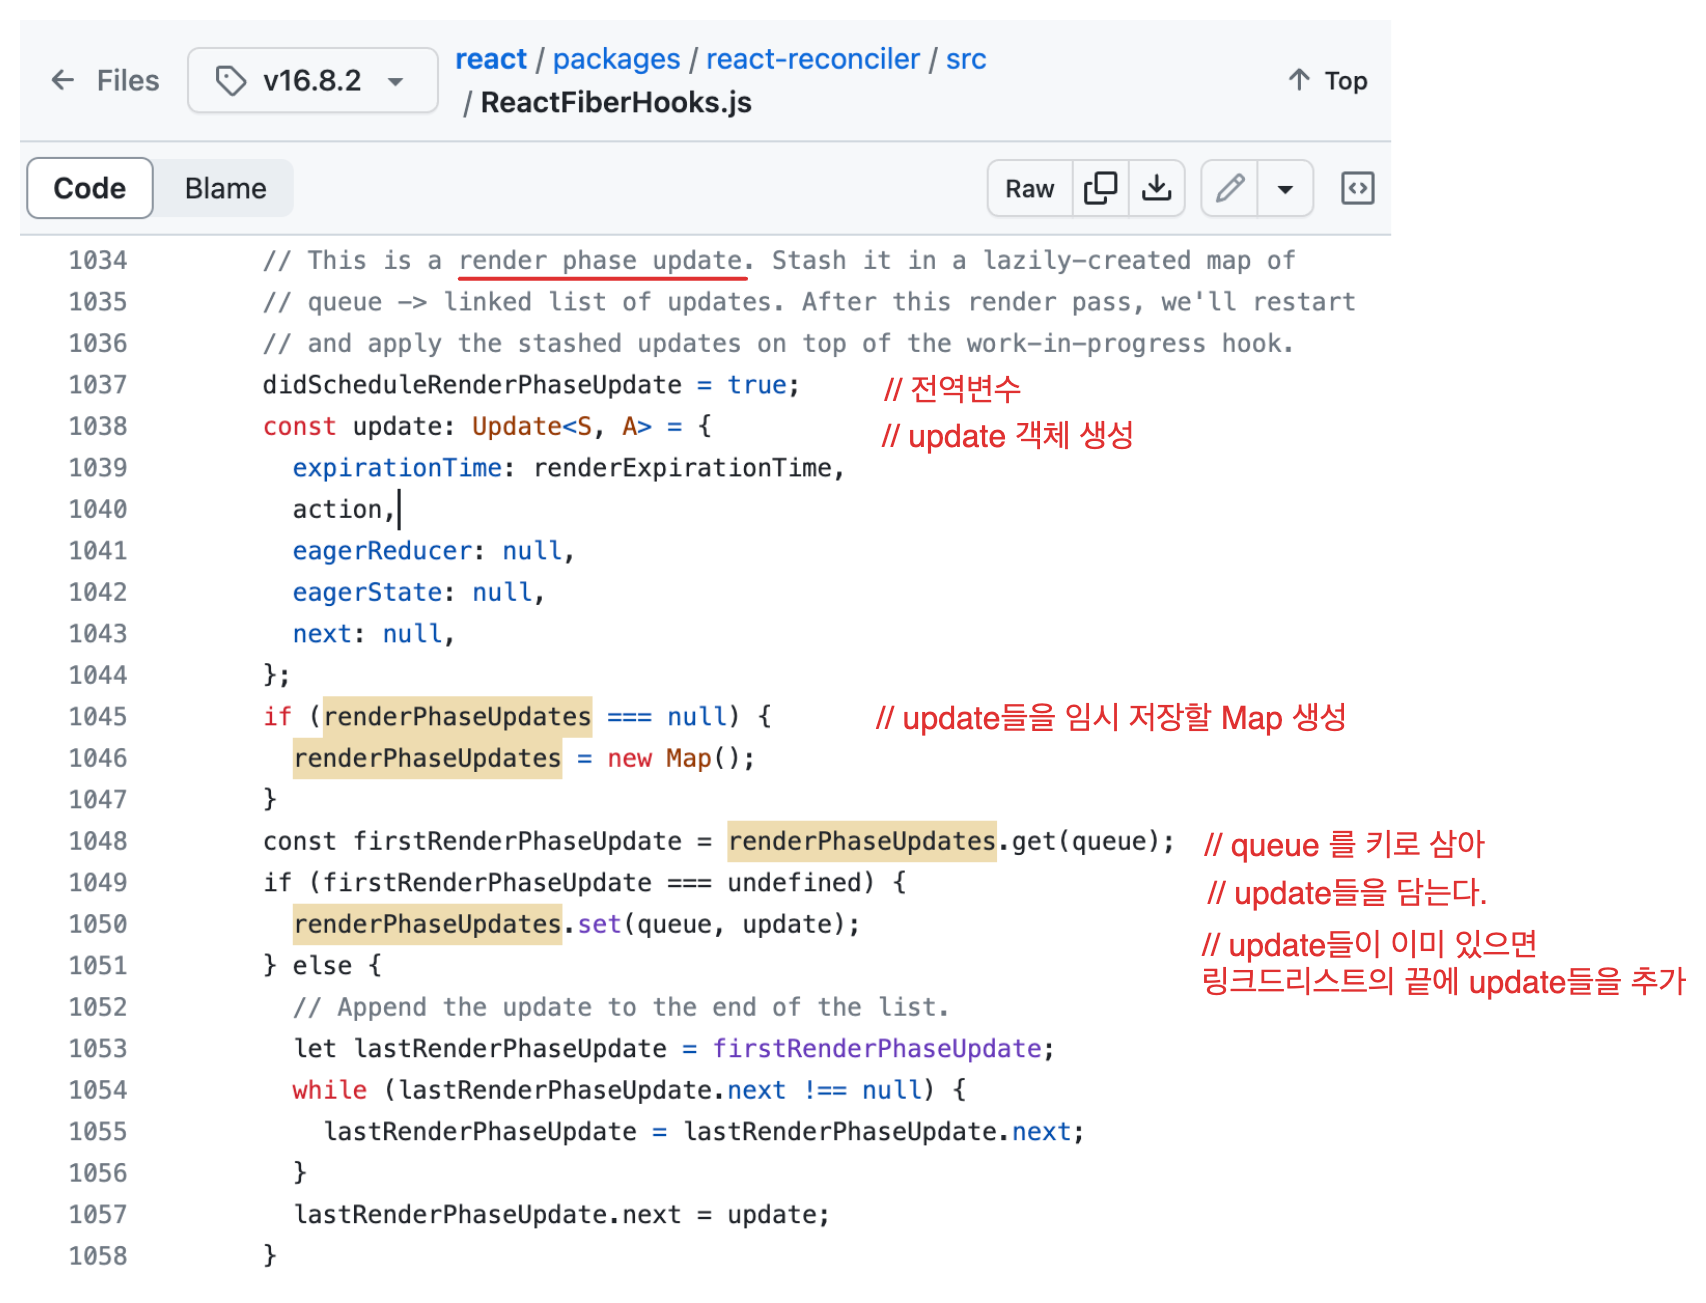 ← Files v16.8.2 react / packages / react-reconciler / src
/ ReactFiberHooks.js
↑ Top
Code Blame Raw
1034 // This is a render phase update. Stash it in a lazily-created map of
1035 // queue -> linked list of updates. After this render pass, we'll restart
1036 // and apply the stashed updates on top of the work-in-progress hook.
1037 didScheduleRenderPhaseUpdate = true; // 전역변수
1038 const update: Update<S, A> = { // update 객체 생성
1039 expirationTime: renderExpirationTime,
1040 action,
1041 eagerReducer: null,
1042 eagerState: null,
1043 next: null,
1044 };
1045 if (renderPhaseUpdates === null) { // update들을 임시 저장할 Map 생성
1046 renderPhaseUpdates = new Map();
1047 }
1048 const firstRenderPhaseUpdate = renderPhaseUpdates.get(queue); // queue 를 키로 삼아
1049 if (firstRenderPhaseUpdate === undefined) { // update들을 담는다.
1050 renderPhaseUpdates.set(queue, update); // update들이 이미 있으면
1051 } else { 링크드리스트의 끝에 update들을 추가
1052 // Append the update to the end of the list.
1053 let lastRenderPhaseUpdate = firstRenderPhaseUpdate;
1054 while (lastRenderPhaseUpdate.next !== null) {
1055 lastRenderPhaseUpdate = lastRenderPhaseUpdate.next;
1056 }
1057 lastRenderPhaseUpdate.next = update;
1058 }